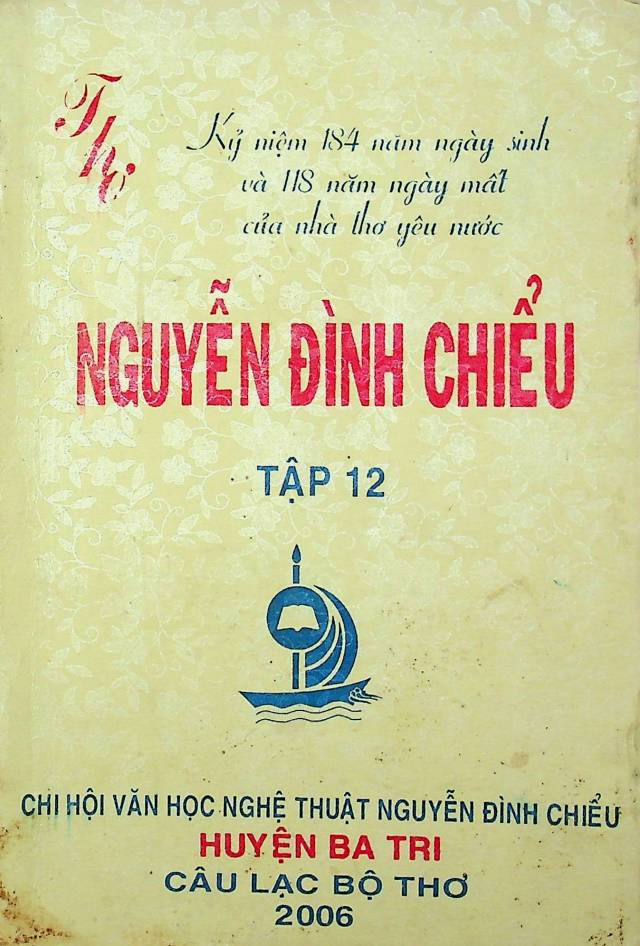 Thơ
Kỷ niệm 184 năm ngày sinh
và 118 năm ngày mất
của nhà thơ yêu nước
NGUYỄN ĐÌNH CHIỂU
TẬP 12
CHI HỘI VĂN HỌC NGHỆ THUẬT NGUYỄN ĐÌNH CHIỂU
HUYỆN BA TRI
CÂU LẠC BỘ THƠ
2006